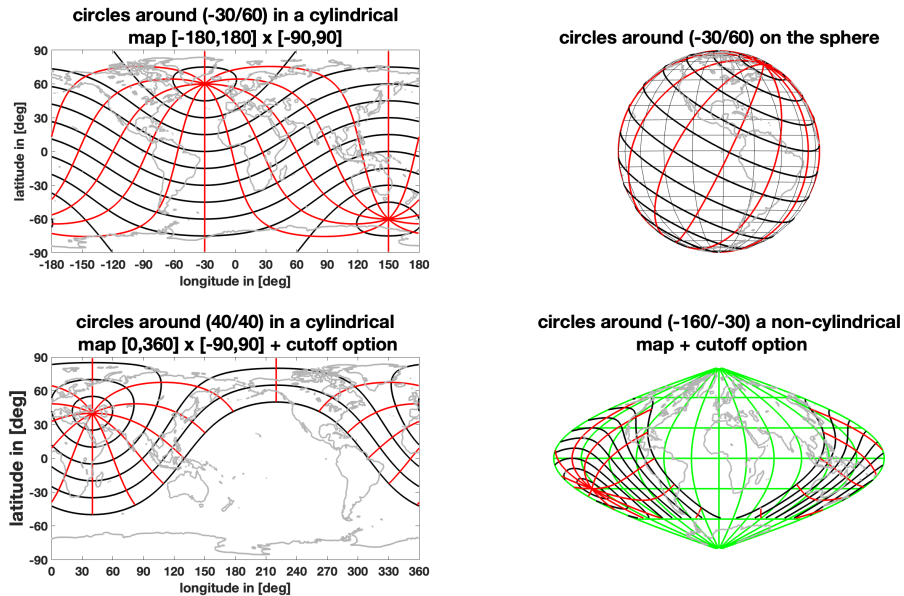 circles around (-30/60) in a cylindrical
map [-180,180] x [-90,90]
90
60
30
0
-30
-60
-90
latitude in [deg]
-180 -150 -120 -90 -60 -30 0 30 60 90 120 150 180
longitude in [deg]
circles around (-30/60) on the sphere
circles around (40/40) in a cylindrical
map [0,360] x [-90,90] + cutoff option
90
60
30
0
-30
-60
-90
latitude in [deg]
0 30 60 90 120 150 180 210 240 270 300 330 360
longitude in [deg]
circles around (-160/-30) a non-cylindrical
map + cutoff option